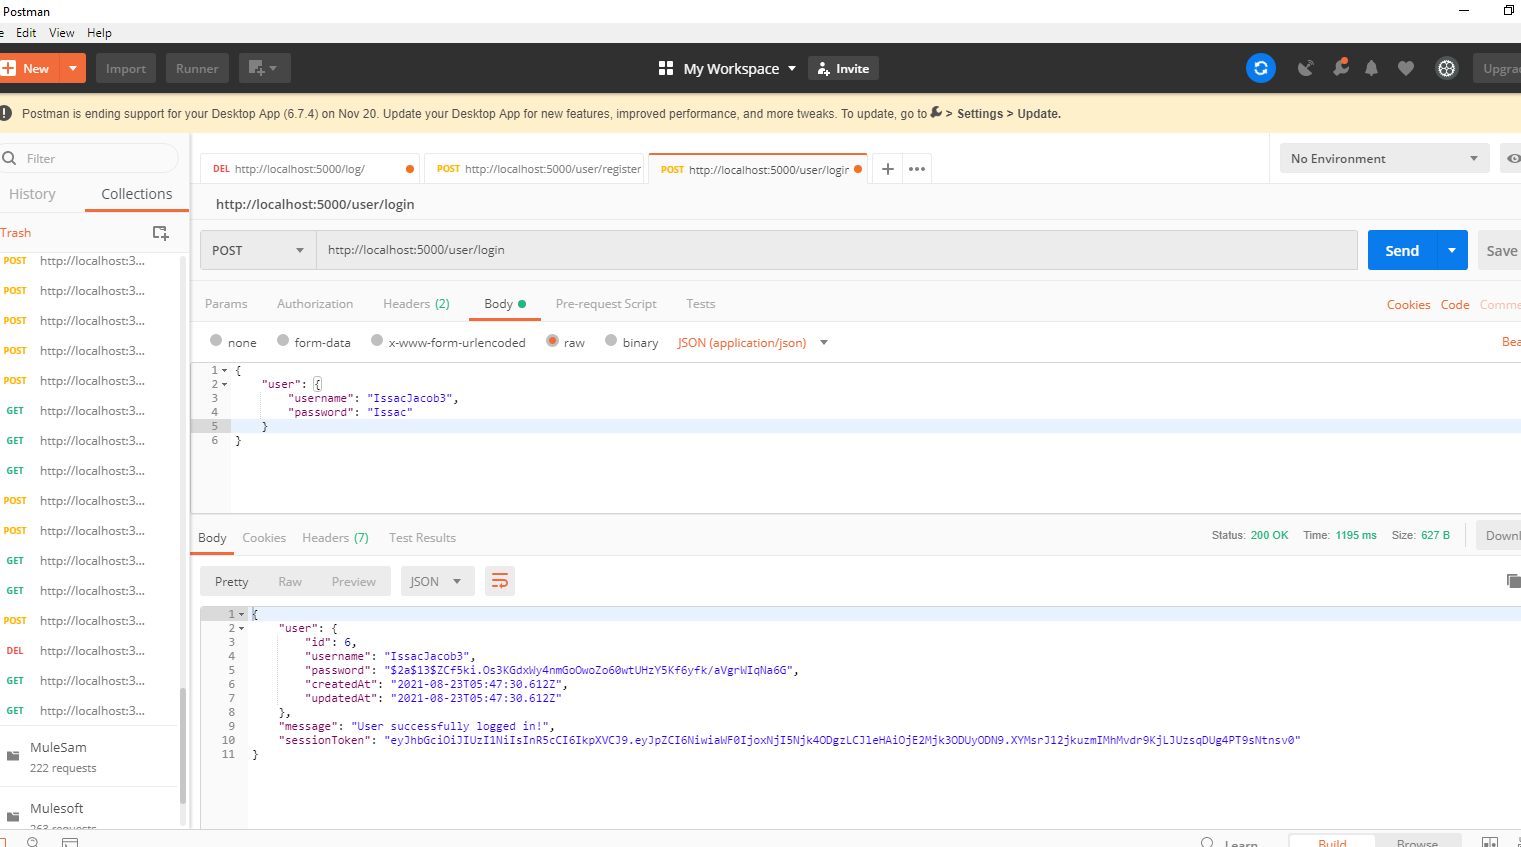 Postman
Edit View Help
New Import Runner My Workspace Invite
Postman is ending support for your Desktop App (6.7.4) on Nov 20. Update your Desktop App for new features, improved performance, and more tweaks. To update, go to > Settings > Update.
Filter
History Collections
Trash
POST http://localhost:3...
POST http://localhost:3...
POST http://localhost:3...
POST http://localhost:3...
POST http://localhost:3...
GET http://localhost:3...
GET http://localhost:3...
GET http://localhost:3...
POST http://localhost:3...
POST http://localhost:3...
GET http://localhost:3...
GET http://localhost:3...
POST http://localhost:3...
DEL http://localhost:3...
GET http://localhost:3...
GET http://localhost:3...
MuleSam
222 requests
Mulesoft
263 requests
DEL http://localhost:5000/log/ POST http://localhost:5000/user/register POST http://localhost:5000/user/login
No Environment
http://localhost:5000/user/login
POST http://localhost:5000/user/login Send Save
Params Authorization Headers (2) Body Pre-request Script Tests Cookies Code
none form-data x-www-form-urlencoded raw binary JSON (application/json)
1 {
2 "user": {
3 "username": "IssacJacob3",
4 "password": "Issac"
5 }
6 }
Body Cookies Headers (7) Test Results Status: 200 OK Time: 1195 ms Size: 627 B
Pretty Raw Preview JSON
1 {
2 "user": {
3 "id": 6,
4 "username": "IssacJacob3",
5 "password": "$2a$13$ZCf5ki.Os3KGdxWy4nmGoOwoZo60wtUHzY5Kf6yfk/aVgrWIqNa6G",
6 "createdAt": "2021-08-23T05:47:30.612Z",
7 "updatedAt": "2021-08-23T05:47:30.612Z"
8 },
9 "message": "User successfully logged in!",
10 "sessionToken": "eyJhbGciOiJIUzI1NiIsInR5cCI6IkpXVCJ9.eyJpZCI6NiwiaWF0IjoxNjI5Njk4ODgzLCJleHAiOjE2Mjk3ODUyODN9.XYMsrJ12jkuzmIMhMvdr9KjLJUzsqDUg4PT9sNtnsv0"
11 }
Learn Build Browse